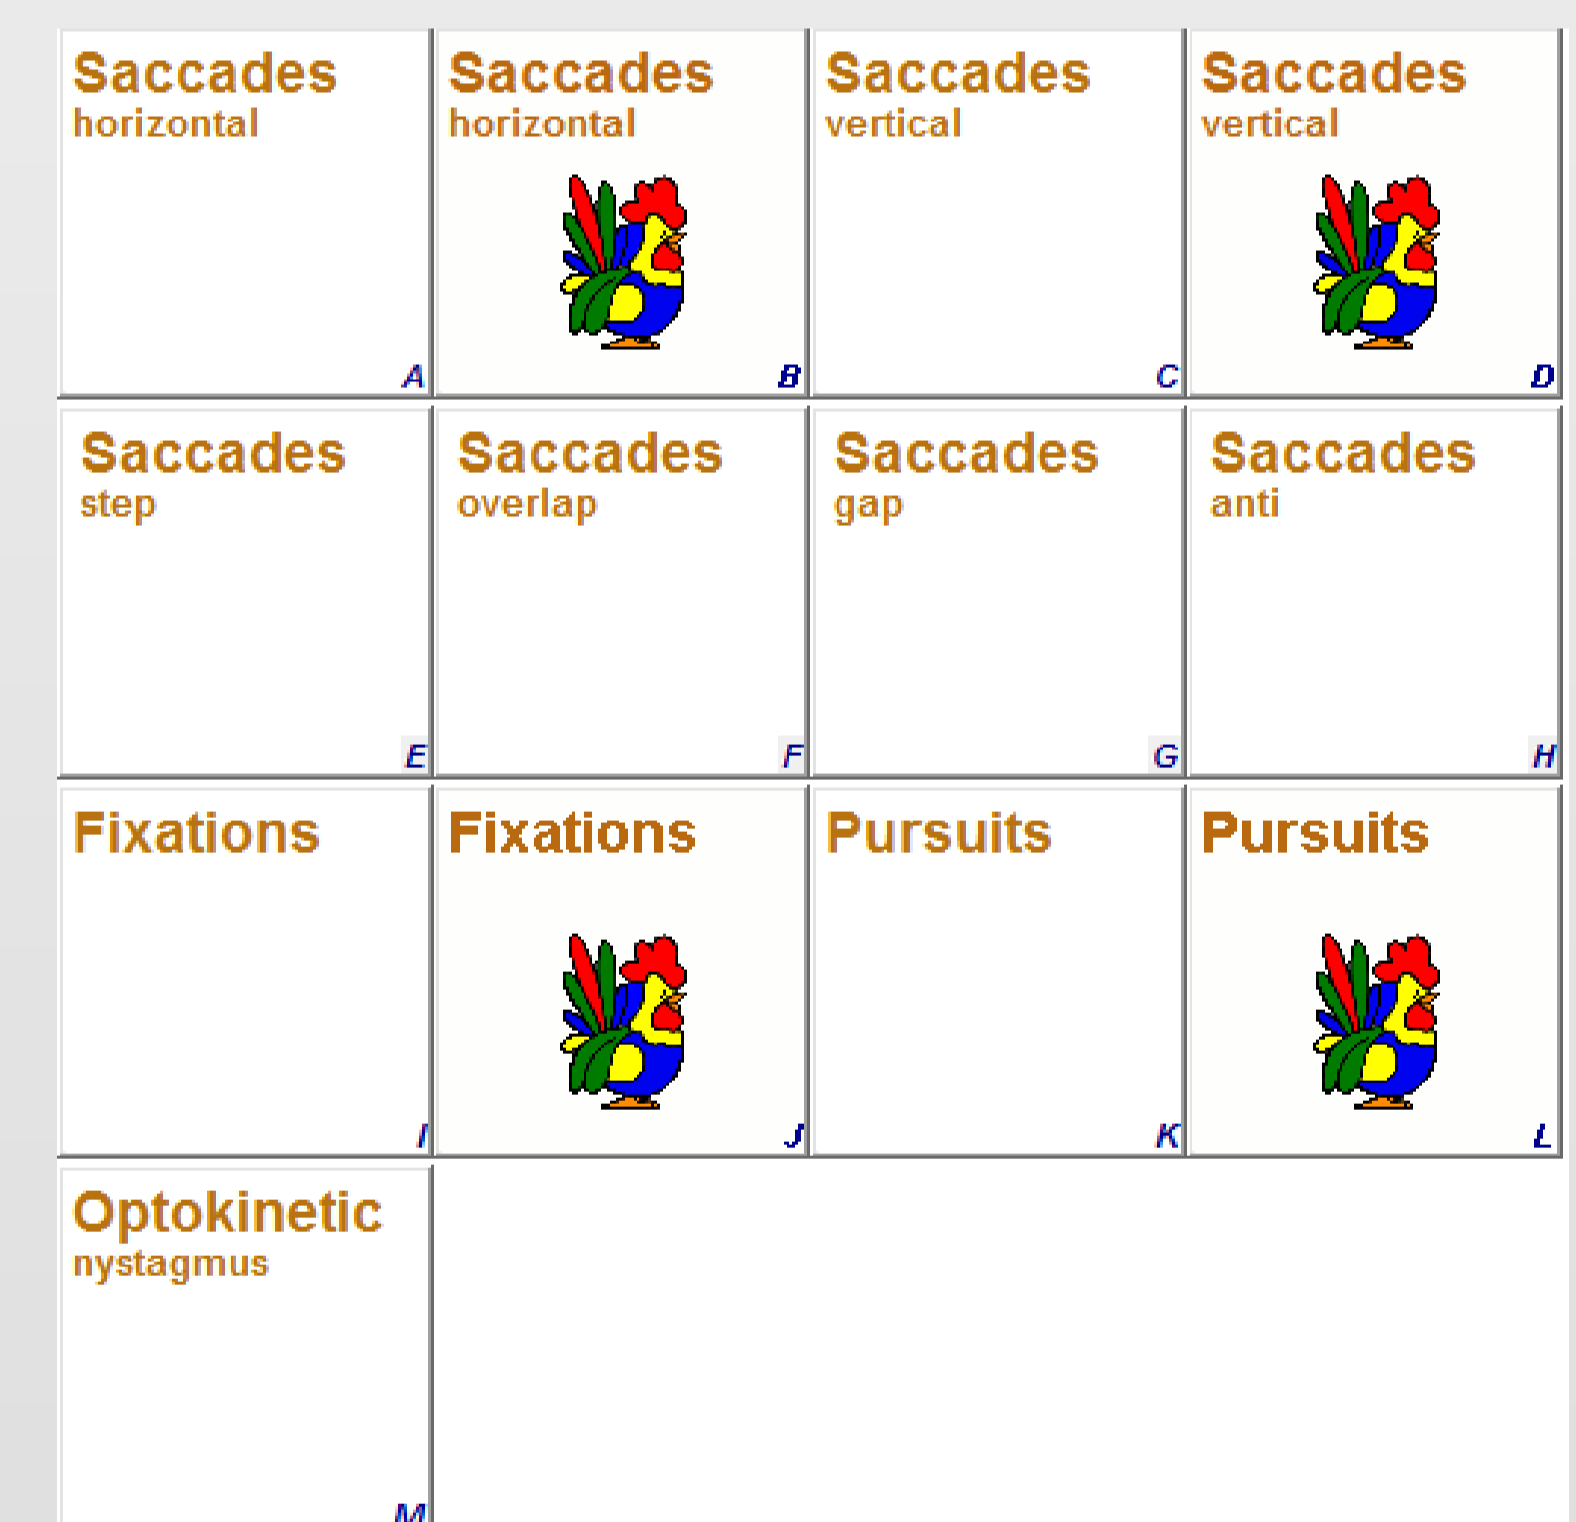 Saccades
horizontal
A
Saccades
horizontal
B
Saccades
vertical
C
Saccades
vertical
D
Saccades
step
E
Saccades
overlap
F
Saccades
gap
G
Saccades
anti
H
Fixations
I
Fixations
J
Pursuits
K
Pursuits
L
Optokinetic
nystagmus
M